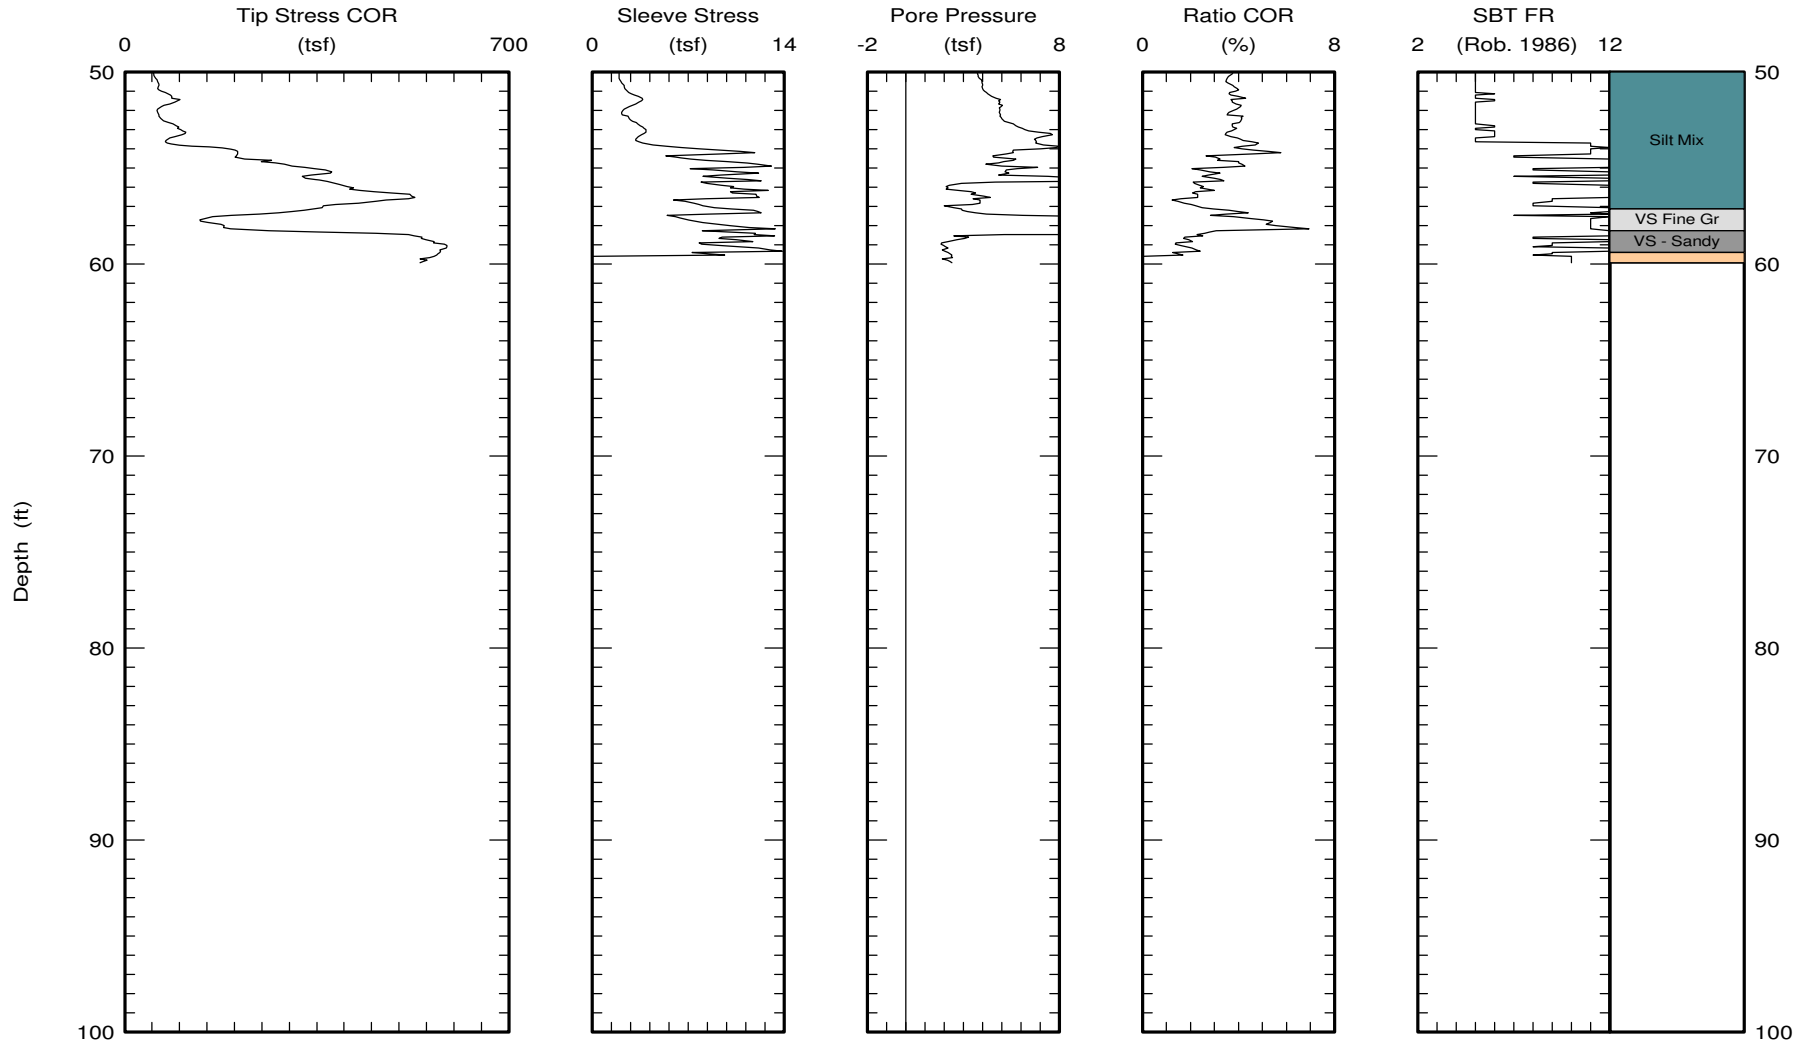 Tip Stress COR Sleeve Stress Pore Pressure Ratio COR SBT FR
0 (tsf) 700 0 (tsf) 14 -2 (tsf) 8 0 (%) 8 2 (Rob. 1986) 12
50 50
Silt Mix
VS Fine Gr
VS - Sandy
60 60
70 70
Depth (ft)
80 80
90 90
100 100